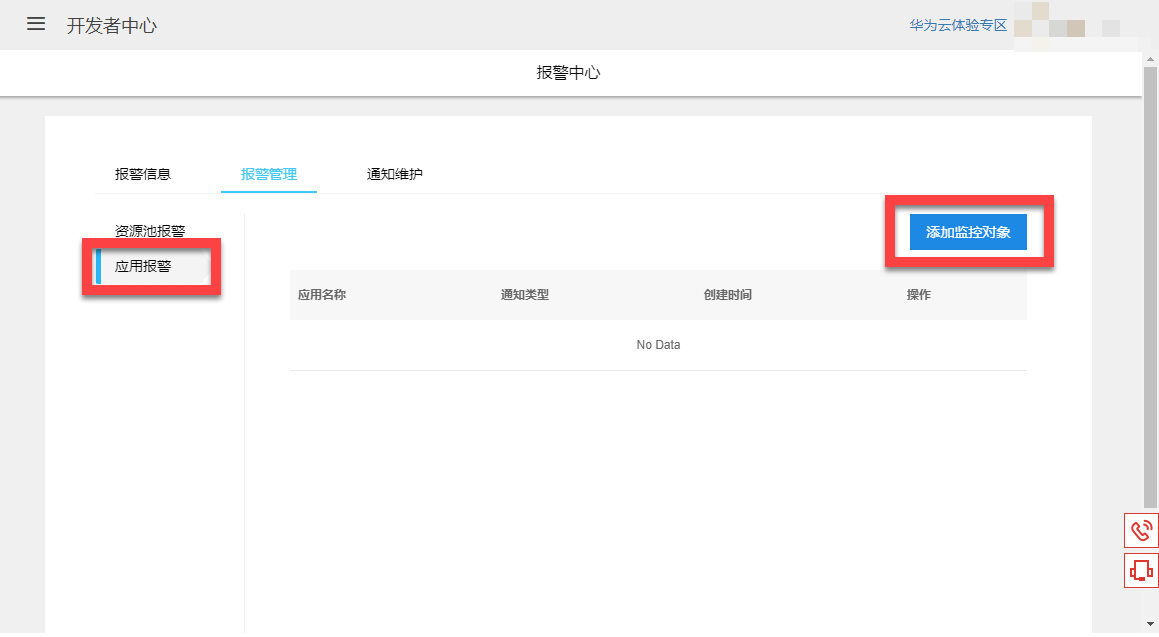 开发者中心
华为云体验专区
报警中心
报警信息
报警管理
通知维护
资源池报警
应用报警
添加监控对象
应用名称
通知类型
创建时间
操作
No Data